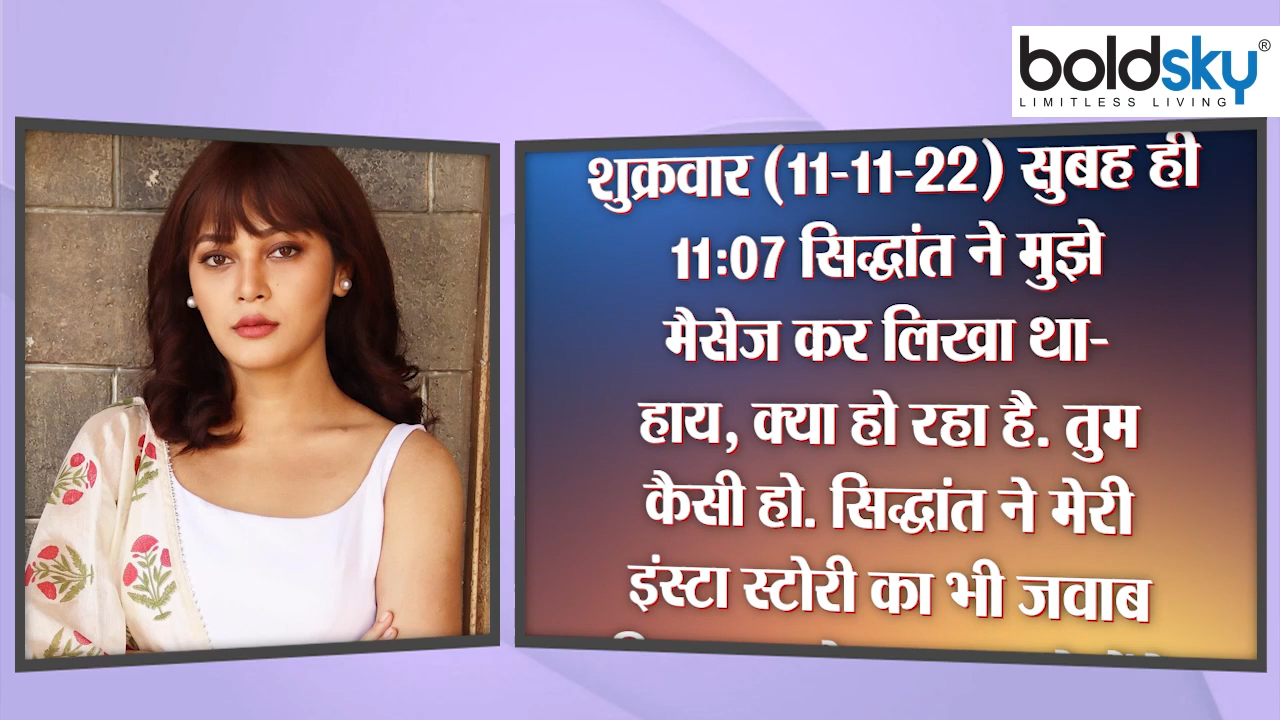 boldsky®
LIMITLESS LIVING
शुक्रवार (11-11-22) सुबह ही
11:07 सिद्धांत ने मुझे
मैसेज कर लिखा था-
हाय, क्या हो रहा है. तुम
कैसी हो. सिद्धांत ने मेरी
इंस्टा स्टोरी का भी जवाब